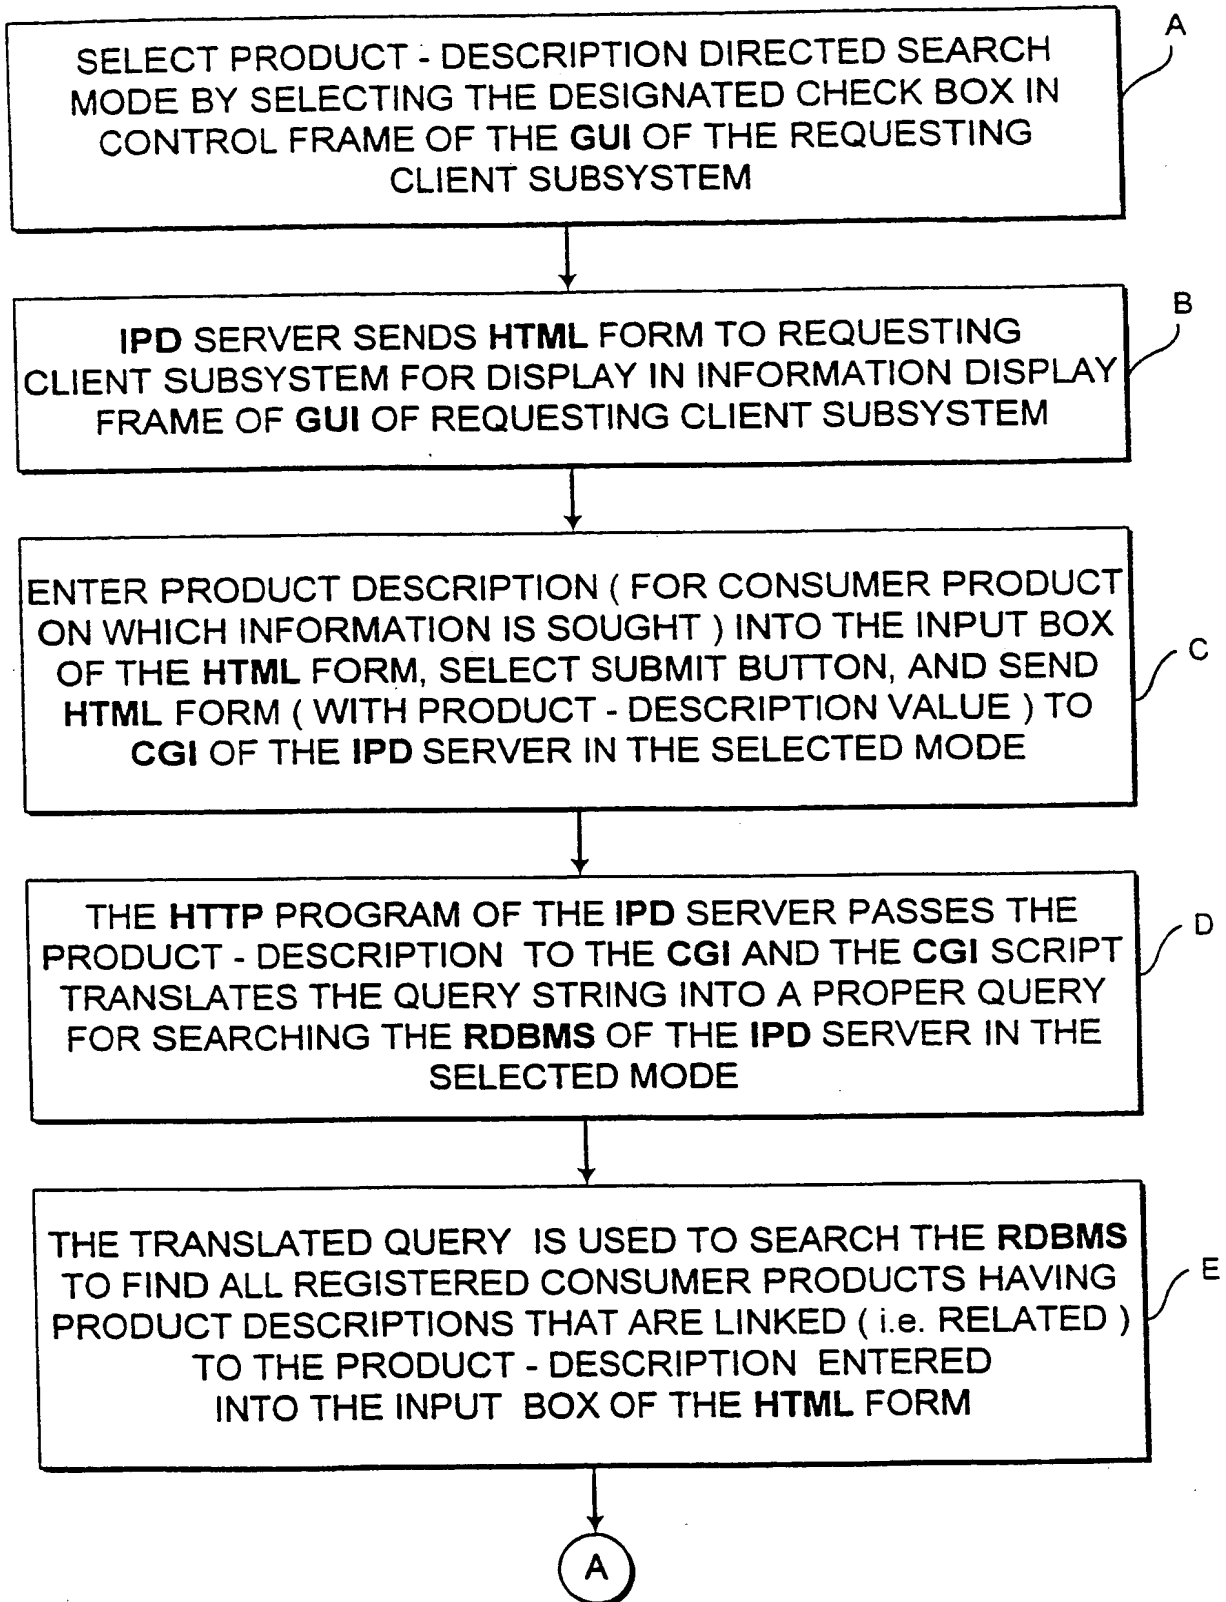 SELECT PRODUCT - DESCRIPTION DIRECTED SEARCH
MODE BY SELECTING THE DESIGNATED CHECK BOX IN
CONTROL FRAME OF THE GUI OF THE REQUESTING
CLIENT SUBSYSTEM
A
IPD SERVER SENDS HTML FORM TO REQUESTING
CLIENT SUBSYSTEM FOR DISPLAY IN INFORMATION DISPLAY
FRAME OF GUI OF REQUESTING CLIENT SUBSYSTEM
B
ENTER PRODUCT DESCRIPTION ( FOR CONSUMER PRODUCT
ON WHICH INFORMATION IS SOUGHT ) INTO THE INPUT BOX
OF THE HTML FORM, SELECT SUBMIT BUTTON, AND SEND
HTML FORM ( WITH PRODUCT - DESCRIPTION VALUE ) TO
CGI OF THE IPD SERVER IN THE SELECTED MODE
C
THE HTTP PROGRAM OF THE IPD SERVER PASSES THE
PRODUCT - DESCRIPTION TO THE CGI AND THE CGI SCRIPT
TRANSLATES THE QUERY STRING INTO A PROPER QUERY
FOR SEARCHING THE RDBMS OF THE IPD SERVER IN THE
SELECTED MODE
D
THE TRANSLATED QUERY IS USED TO SEARCH THE RDBMS
TO FIND ALL REGISTERED CONSUMER PRODUCTS HAVING
PRODUCT DESCRIPTIONS THAT ARE LINKED ( i.e. RELATED )
TO THE PRODUCT - DESCRIPTION ENTERED
INTO THE INPUT BOX OF THE HTML FORM
E
A